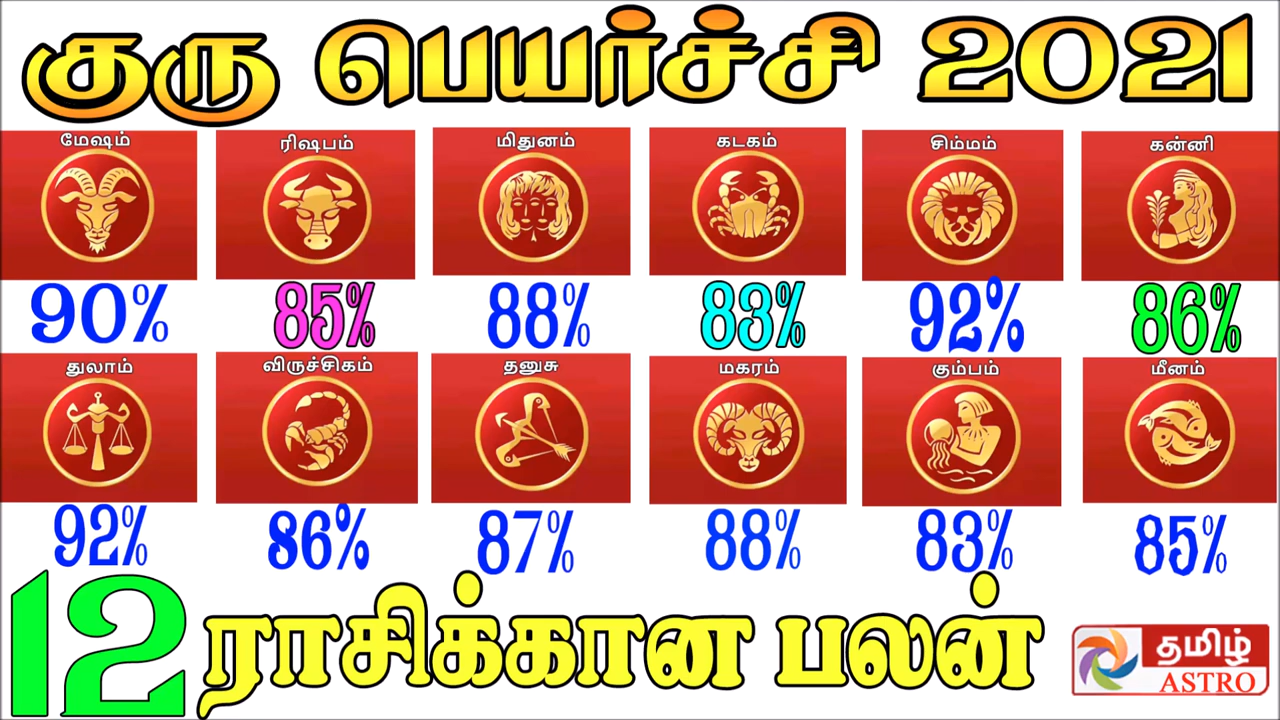 குரு பெயர்ச்சி 2021
மேஷம் ரிஷபம் மிதுனம் கடகம் சிம்மம் கன்னி
90% 85% 88% 83% 92% 86%
துலாம் விருச்சிகம் தனுசு மகரம் கும்பம் மீனம்
92% 86% 87% 88% 83% 85%
12 ராசிக்கான பலன்
தமிழ்
ASTRO